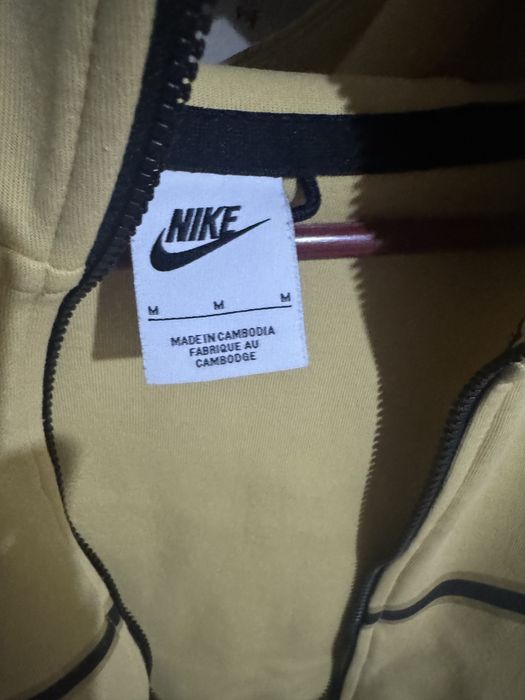 NIKE
M M M
MADE IN CAMBODIA
FABRIQUE AU
CAMBODGE